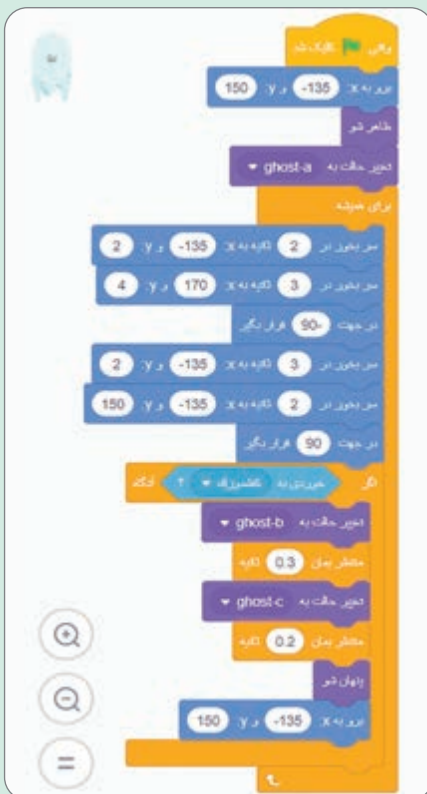 وقتی کلیک شد
برو به x: -135 و y: 150
ظاهر شو
تغییر حالت به ghost-a
برای همیشه
سر بخور در 2 ثانیه به x: -135 و y: 2
سر بخور در 3 ثانیه به x: 170 و y: 4
در جهت -90 قرار بگیر
سر بخور در 3 ثانیه به x: -135 و y: 2
سر بخور در 2 ثانیه به x: -135 و y: 150
در جهت 90 قرار بگیر
اگر خوردی به ؟ آنگاه
تغییر حالت به ghost-b
منتظر بمان 0.3 ثانیه
تغییر حالت به ghost-c
منتظر بمان 0.2 ثانیه
پنهان شو
برو به x: -135 و y: 150